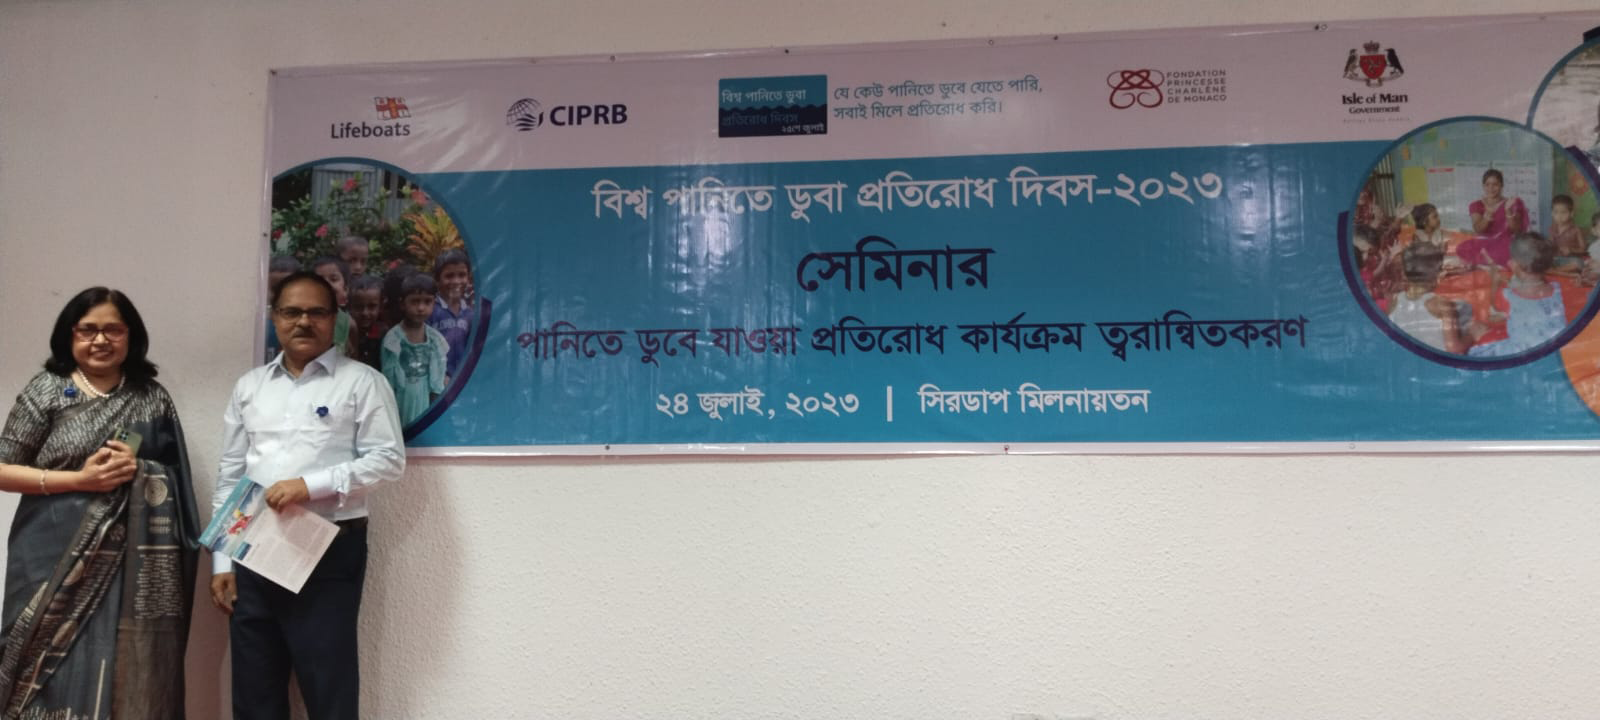 Lifeboats
CIPRB
বিশ্ব পানিতে ডুবা
প্রতিরোধ দিবস
২৫শে জুলাই
যে কেউ পানিতে ডুবে যেতে পারি,
সবাই মিলে প্রতিরোধ করি।
FONDATION
PRINCESSE
CHARLÈNE
DE MONACO
Isle of Man
Government
বিশ্ব পানিতে ডুবা প্রতিরোধ দিবস-২০২৩
সেমিনার
পানিতে ডুবে যাওয়া প্রতিরোধ কার্যক্রম ত্বরান্বিতকরণ
২৪ জুলাই, ২০২৩ | সিরডাপ মিলনায়তন